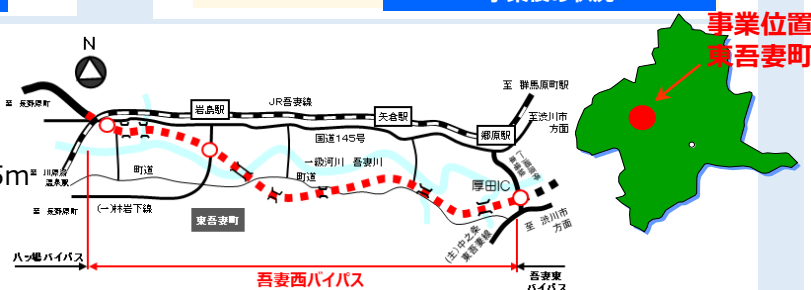 事業位置
東吾妻町
N
至 長野原町
岩島駅
JR吾妻線
矢倉駅
至 群馬原町駅
郷原駅
至渋川市
方面
国道145号
一級河川 吾妻川
町道
町道
5m
至 川原湯
温泉駅
厚田IC
至 長野原町
(一)林岩下線
東吾妻町
(主)中之条
東吾妻線
至 渋川市
方面
八ッ場バイパス
吾妻西バイパス
吾妻東
バイパス